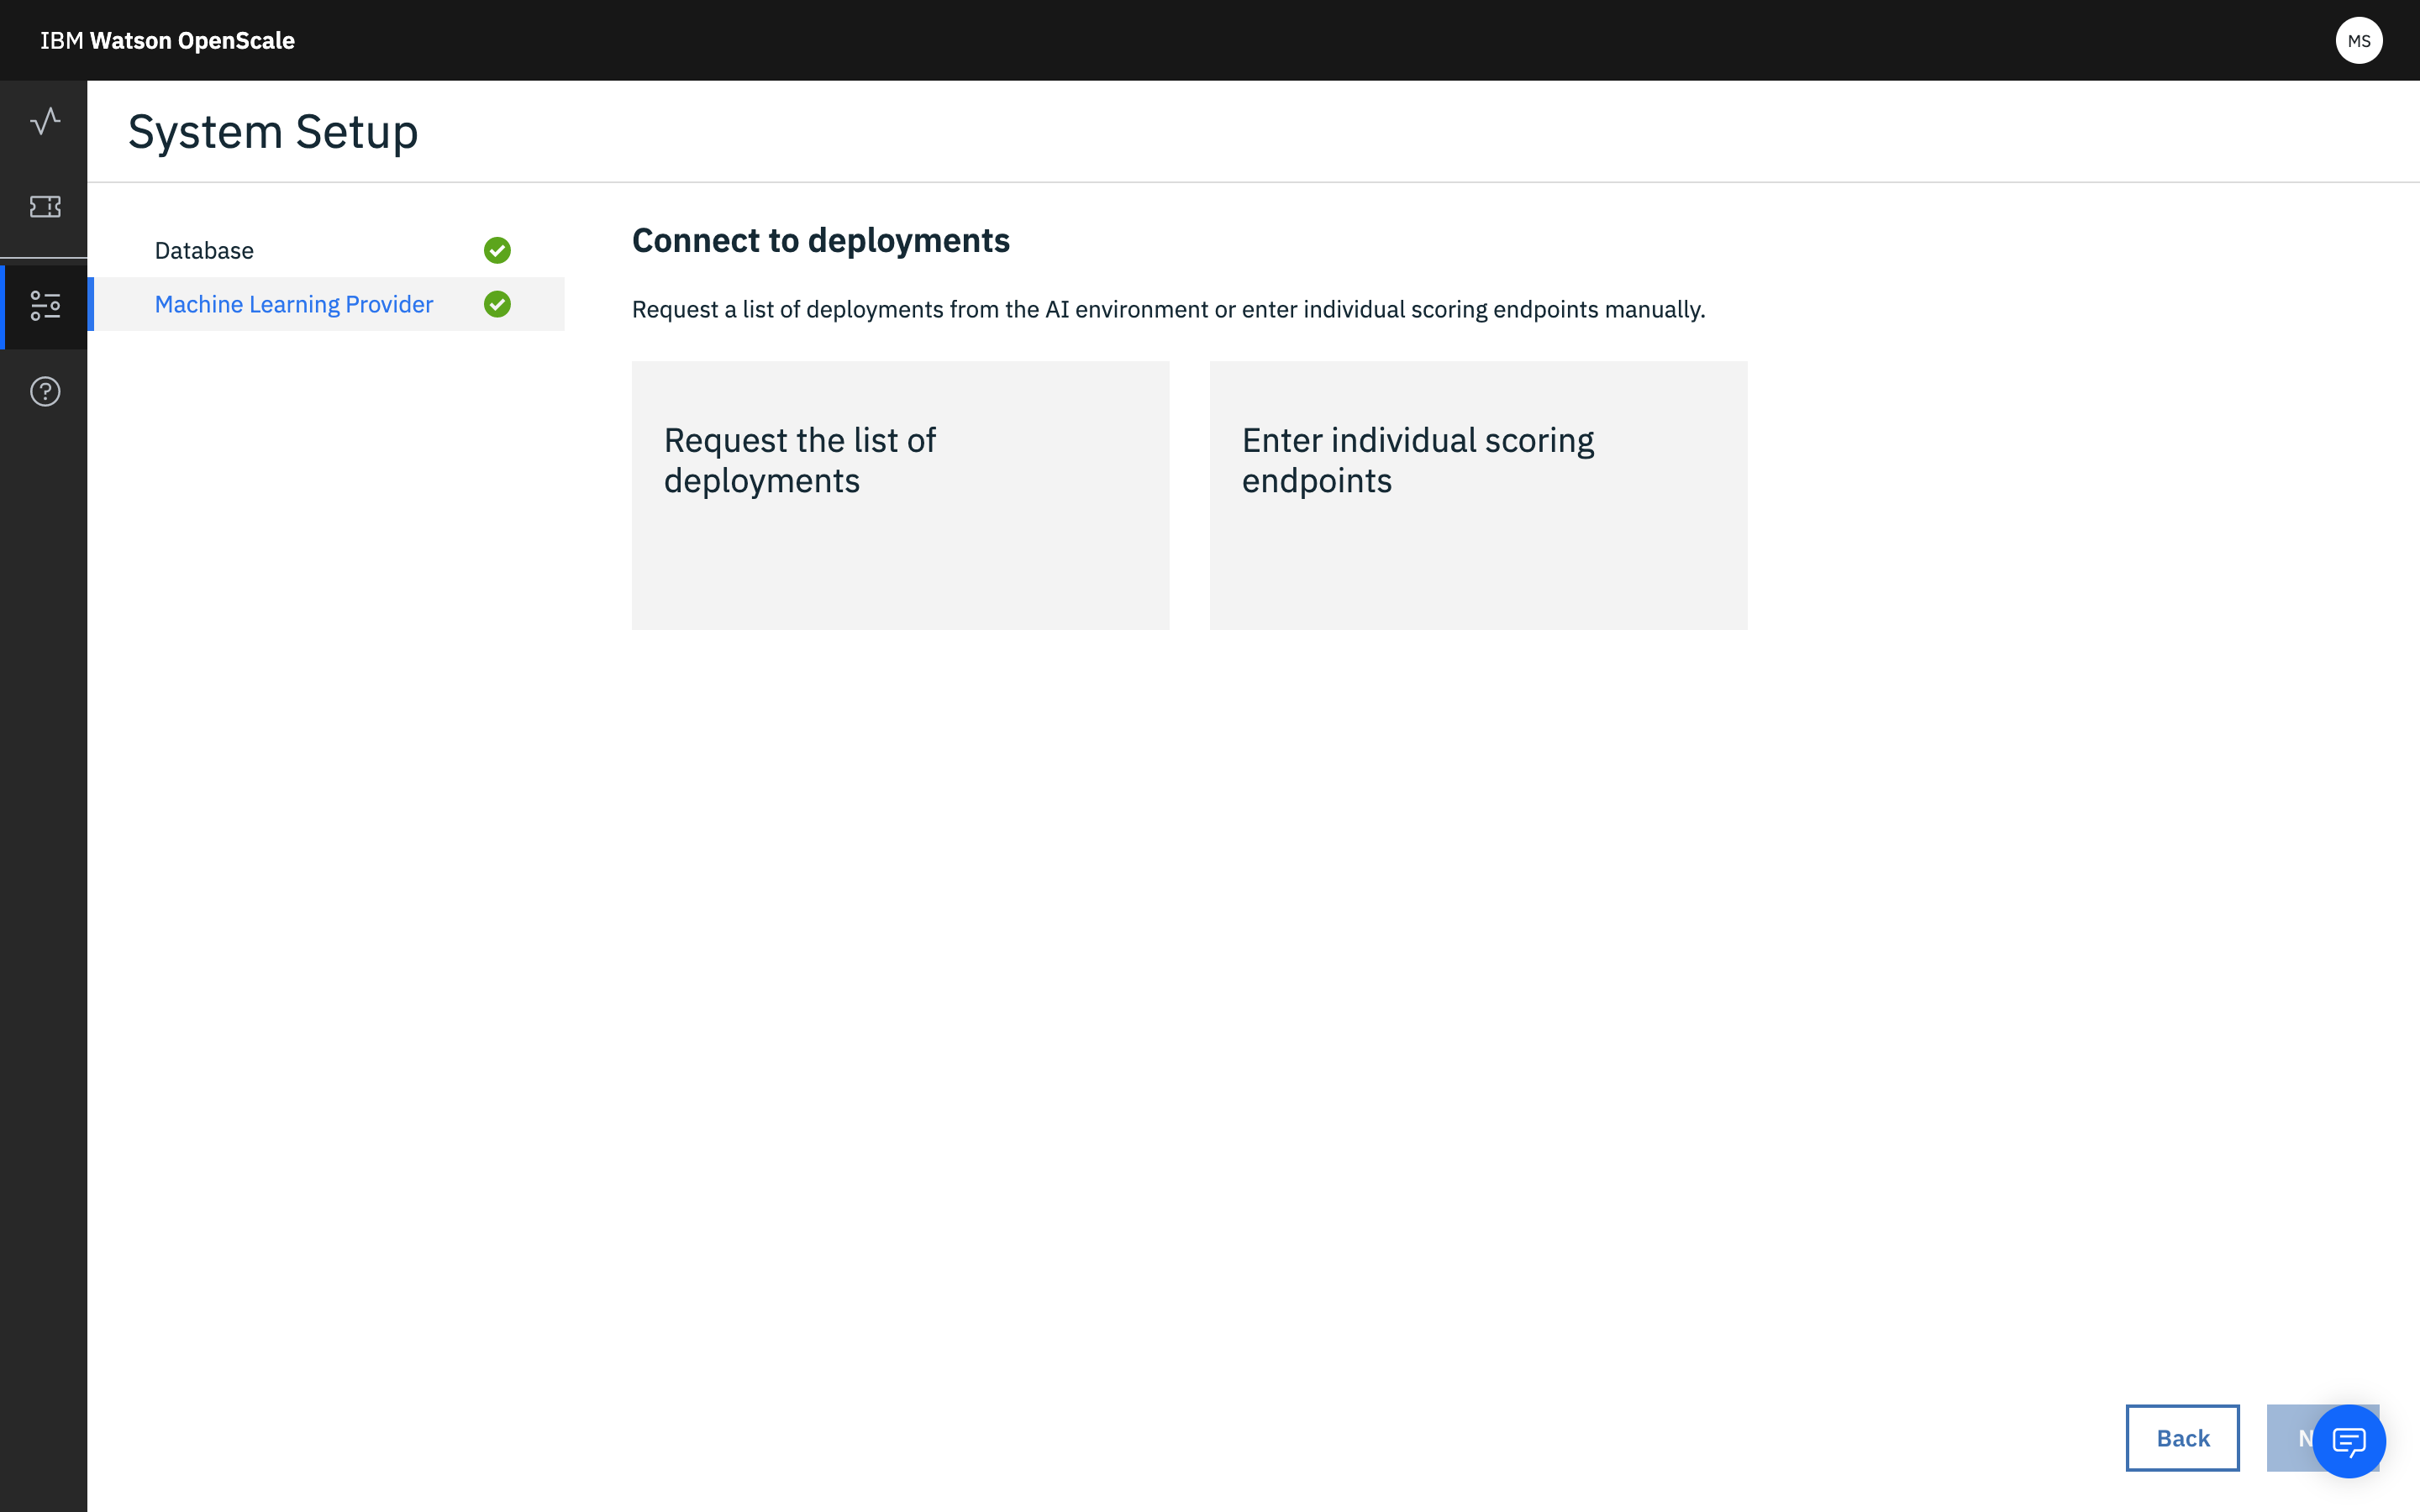 IBM Watson OpenScale
MS
System Setup
Database
Machine Learning Provider
Connect to deployments
Request a list of deployments from the AI environment or enter individual scoring endpoints manually.
Request the list of
deployments
Enter individual scoring
endpoints
Back